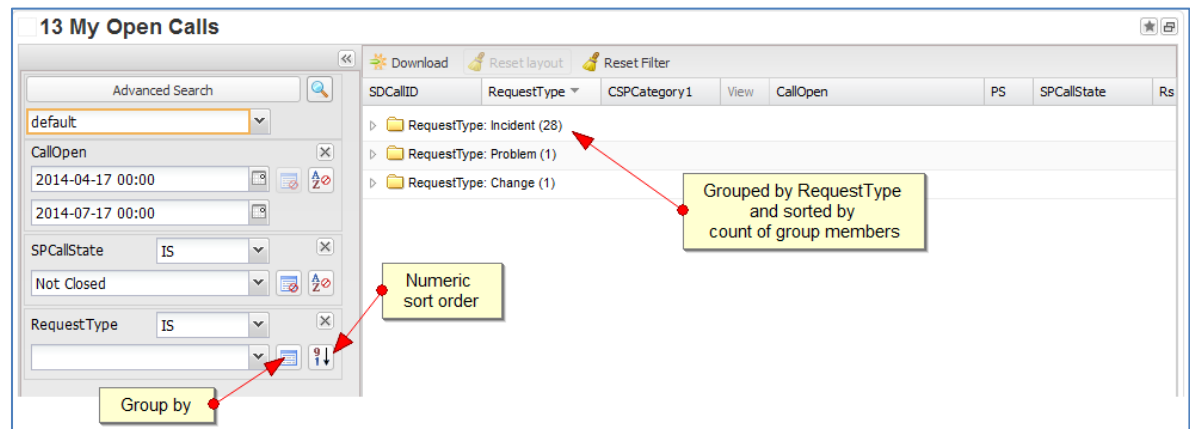 13 My Open Calls
Download Reset layout Reset Filter
Advanced Search
SDCallID RequestType CSPCategory1 View CallOpen PS SPCallState Rs
default
RequestType: Incident (28)
CallOpen
RequestType: Problem (1)
2014-04-17 00:00
RequestType: Change (1)
2014-07-17 00:00
Grouped by RequestType
and sorted by
count of group members
SPCallState IS
Not Closed
Numeric
sort order
RequestType IS
Group by